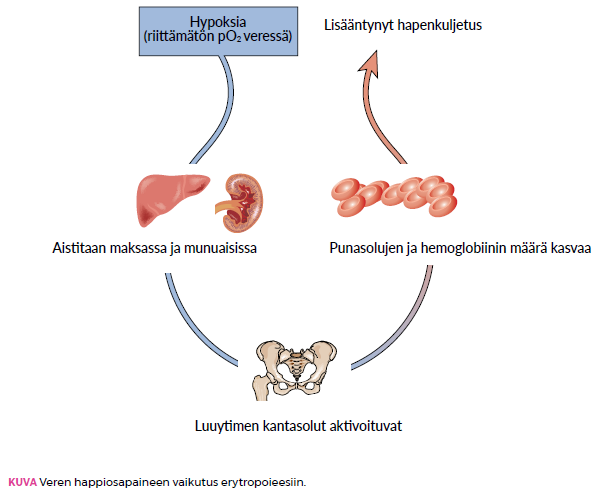 Hypoksia
(riittämätön pO₂ veressä)
Lisääntynyt hapenkuljetus
Aistitaan maksassa ja munuaisissa
Punasolujen ja hemoglobiinin määrä kasvaa
Luuytimen kantasolut aktivoituvat
KUVA Veren happiosapaineen vaikutus erytropoieesiin.